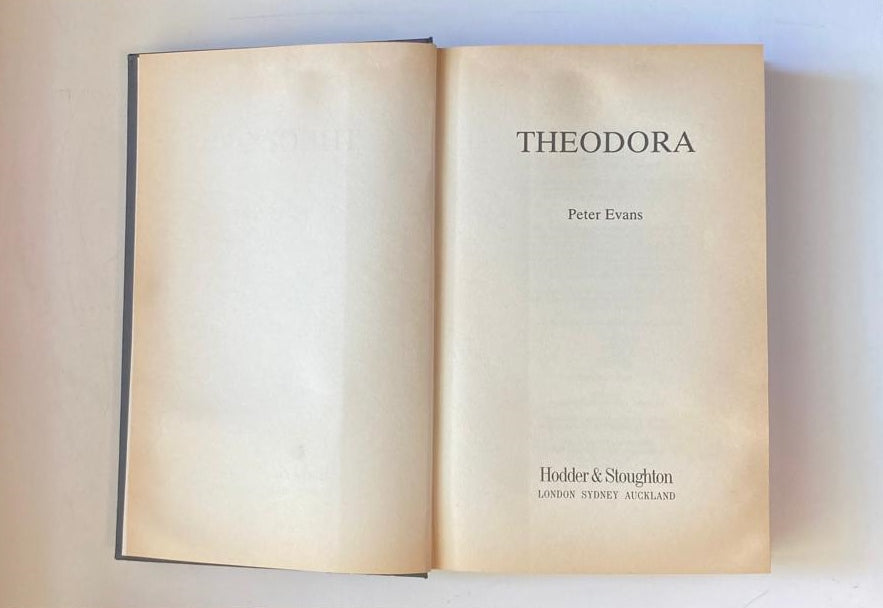 THEODORA
Peter Evans
Hodder & Stoughton
LONDON SYDNEY AUCKLAND